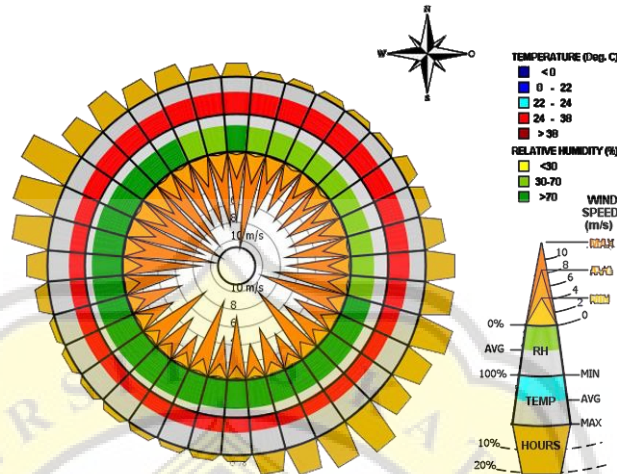 N
W
O
S
TEMPERATURE (Deg. C)
< 0
0 - 22
22 - 24
24 - 38
> 38
RELATIVE HUMIDITY (%)
<30
30-70
>70
WIND
SPEED
(m/s)
MAX
10
8
6
4
2
0
0%
AVG
RH
100%
MIN
TEMP
AVG
MAX
HOURS
10%
20%
8
10 m/s
10 m/s
8
6